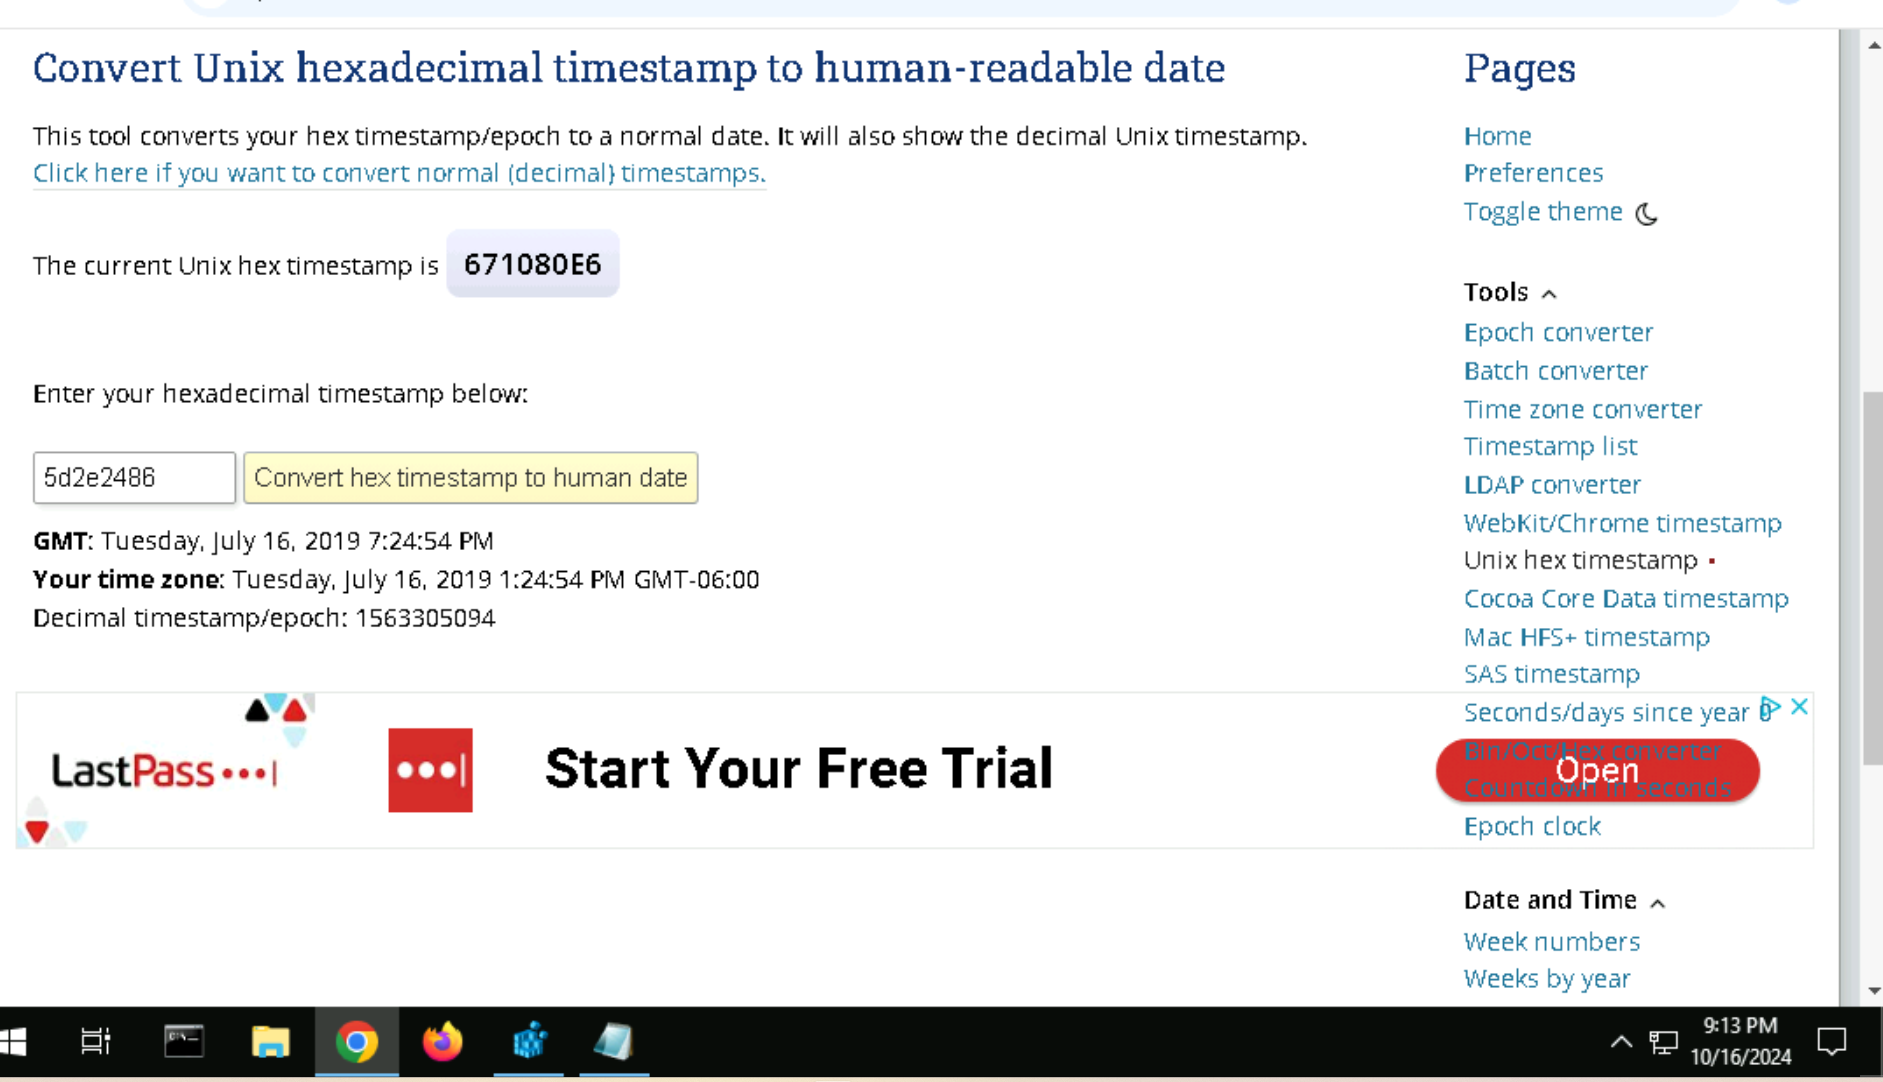 Convert Unix hexadecimal timestamp to human-readable date
This tool converts your hex timestamp/epoch to a normal date. It will also show the decimal Unix timestamp.
Click here if you want to convert normal (decimal) timestamps.
The current Unix hex timestamp is 671080E6
Enter your hexadecimal timestamp below:
5d2e2486 Convert hex timestamp to human date
GMT: Tuesday, July 16, 2019 7:24:54 PM
Your time zone: Tuesday, July 16, 2019 1:24:54 PM GMT-06:00
Decimal timestamp/epoch: 1563305094
LastPass
Start Your Free Trial
Open
Pages
Home
Preferences
Toggle theme
Tools
Epoch converter
Batch converter
Time zone converter
Timestamp list
LDAP converter
WebKit/Chrome timestamp
Unix hex timestamp
Cocoa Core Data timestamp
Mac HFS+ timestamp
SAS timestamp
Seconds/days since year 0
Bin/Oct/Hex converter
Countdown in seconds
Epoch clock
Date and Time
Week numbers
Weeks by year
9:13 PM
10/16/2024